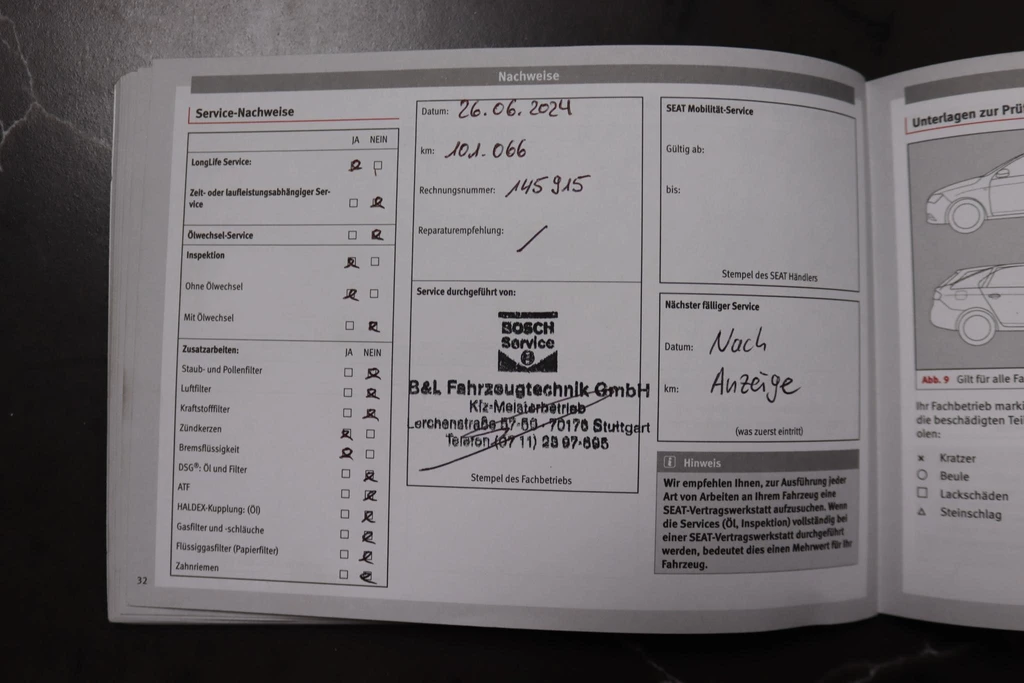 Nachweise
Service-Nachweise
JA NEIN
LongLife Service:
Zeit- oder laufleistungsabhängiger Ser-
vice
Ölwechsel-Service
Inspektion
Ohne Ölwechsel
Mit Ölwechsel
Zusatzarbeiten: JA NEIN
Staub- und Pollenfilter
Luftfilter
Kraftstofffilter
Zündkerzen
Bremsflüssigkeit
DSG®: Öl und Filter
ATF
HALDEX-Kupplung: (Öl)
Gasfilter und -schläuche
Flüssiggasfilter (Papierfilter)
Zahnriemen
32
Datum: 26.06.2024
km: 101.066
Rechnungsnummer: 145915
Reparaturempfehlung: /
Service durchgeführt von:
BOSCH
Service
B&L Fahrzeugtechnik GmbH
Kfz-Meisterbetrieb
Lerchenstraße 57-59 - 70176 Stuttgart
Telefon (07 11) 23 97-695
Stempel des Fachbetriebs
SEAT Mobilität-Service
Gültig ab:
bis:
Stempel des SEAT Händlers
Nächster fälliger Service
Datum: Nach
km: Anzeige
(was zuerst eintritt)
i Hinweis
Wir empfehlen Ihnen, zur Ausführung jeder
Art von Arbeiten an Ihrem Fahrzeug eine
SEAT-Vertragswerkstatt aufzusuchen. Wenn
die Services (Öl, Inspektion) vollständig bei
einer SEAT-Vertragswerkstatt durchgeführt
werden, bedeutet dies einen Mehrwert für Ihr
Fahrzeug.
Unterlagen zur Prü
Abb. 9 Gilt für alle Fa
Ihr Fachbetrieb marki
die beschädigten Teil
olen:
× Kratzer
○ Beule
□ Lackschäden
△ Steinschlag